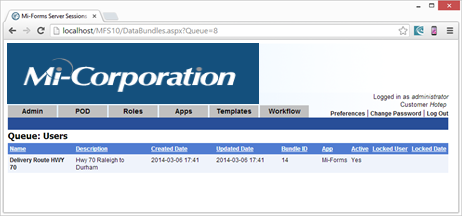 Mi-Forms Server Sessions
localhost/MFS10/DataBundles.aspx?Queue=8
Mi-Corporation
Logged in as administrator
Customer Hotep
Admin POD Roles Apps Templates Workflow
Preferences | Change Password | Log Out
Queue: Users
Name Description Created Date Updated Date Bundle ID App Active Locked User Locked Date
Delivery Route HWY 70 Hwy 70 Raleigh to Durham 2014-03-06 17:41 2014-03-06 17:41 14 Mi-Forms Yes